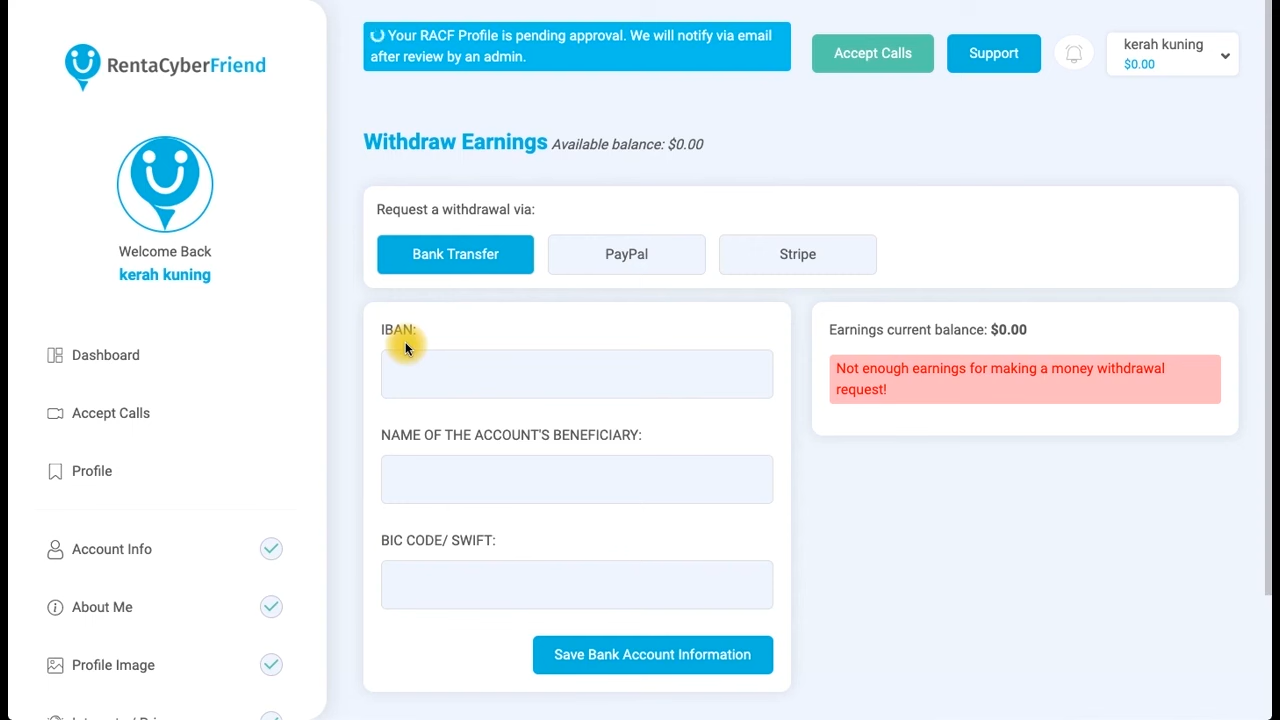 RentaCyberFriend
Welcome Back
kerah kuning
Dashboard
Accept Calls
Profile
Account Info
About Me
Profile Image
Your RACF Profile is pending approval. We will notify via email
after review by an admin.
Accept Calls
Support
kerah kuning
$0.00
Withdraw Earnings Available balance: $0.00
Request a withdrawal via:
Bank Transfer
PayPal
Stripe
IBAN:
NAME OF THE ACCOUNT'S BENEFICIARY:
BIC CODE/ SWIFT:
Save Bank Account Information
Earnings current balance: $0.00
Not enough earnings for making a money withdrawal
request!